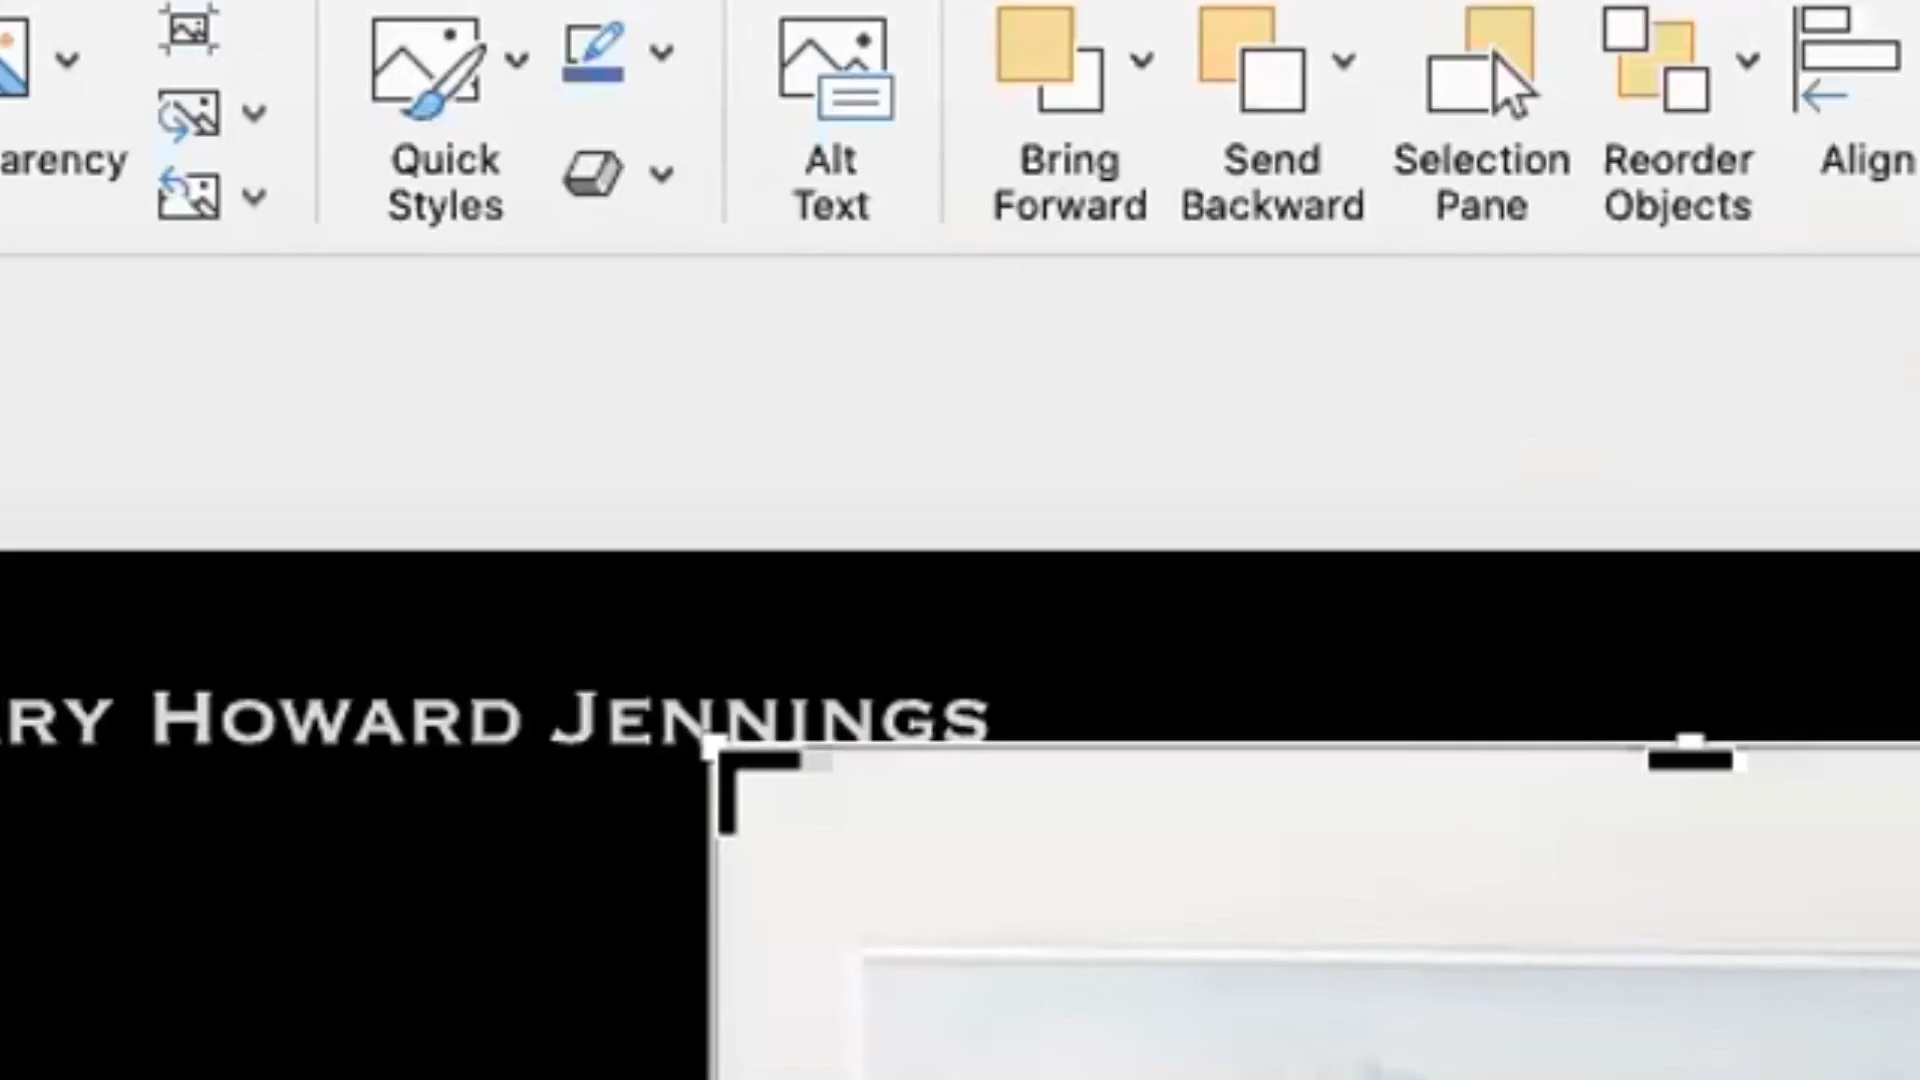 arency
Quick
Styles
Alt
Text
Bring
Forward
Send
Backward
Selection
Pane
Reorder
Objects
Align
ry Howard Jennings